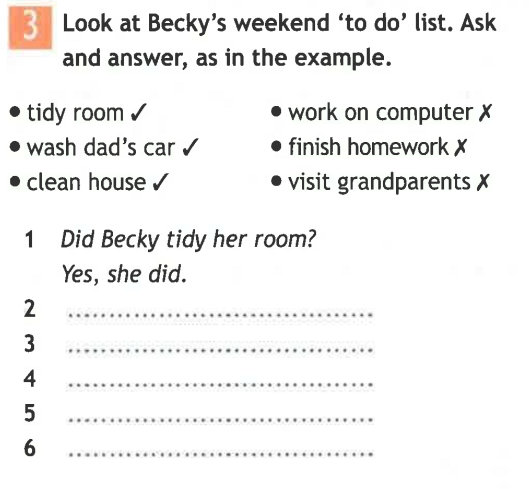 3 Look at Becky's weekend 'to do' list. Ask
and answer, as in the example.
• tidy room ✓
• wash dad's car ✓
• clean house ✓
• work on computer ✗
• finish homework ✗
• visit grandparents ✗
1 Did Becky tidy her room?
Yes, she did.
2 ..........................................
3 ..........................................
4 ..........................................
5 ..........................................
6 ..........................................